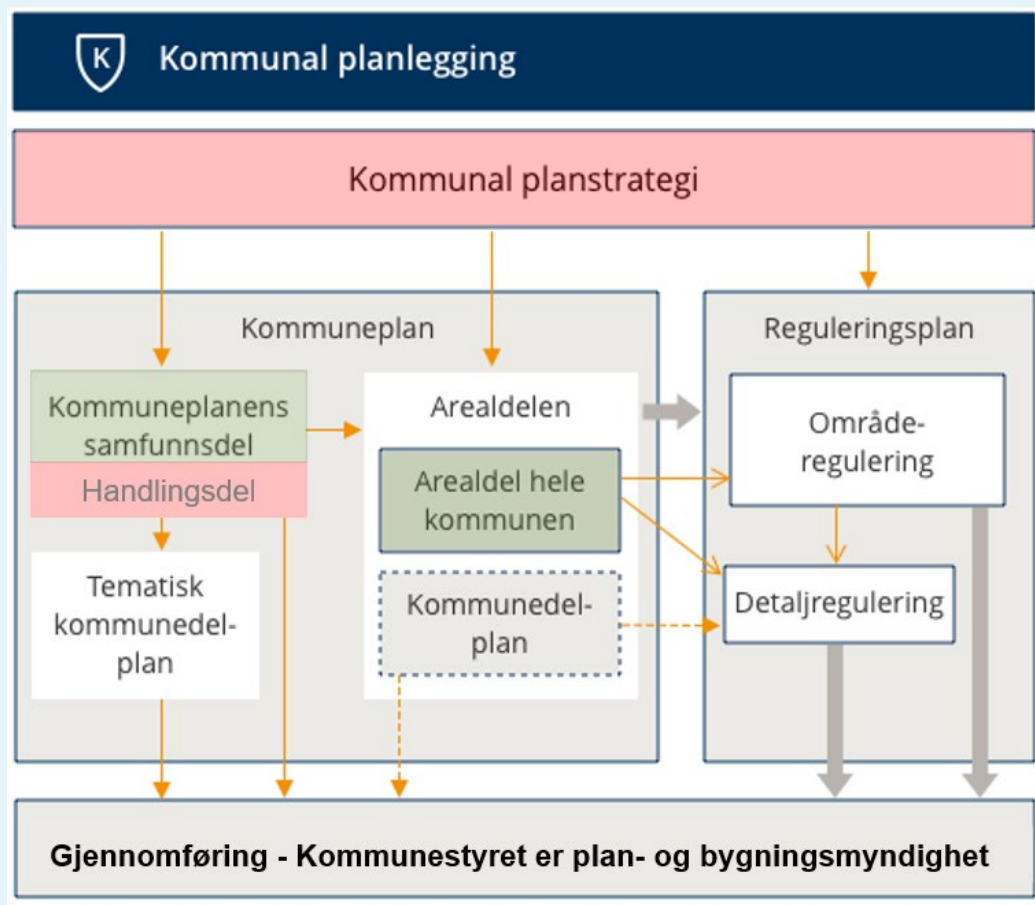 K
Kommunal planlegging
Kommunal planstrategi
Kommuneplan
Kommuneplanens
samfunnsdel
Handlingsdel
Tematisk
kommunedel-
plan
Arealdelen
Arealdel hele
kommunen
Kommunedel-
plan
Reguleringsplan
Område-
regulering
Detaljregulering
Gjennomføring - Kommunestyret er plan- og bygningsmyndighet